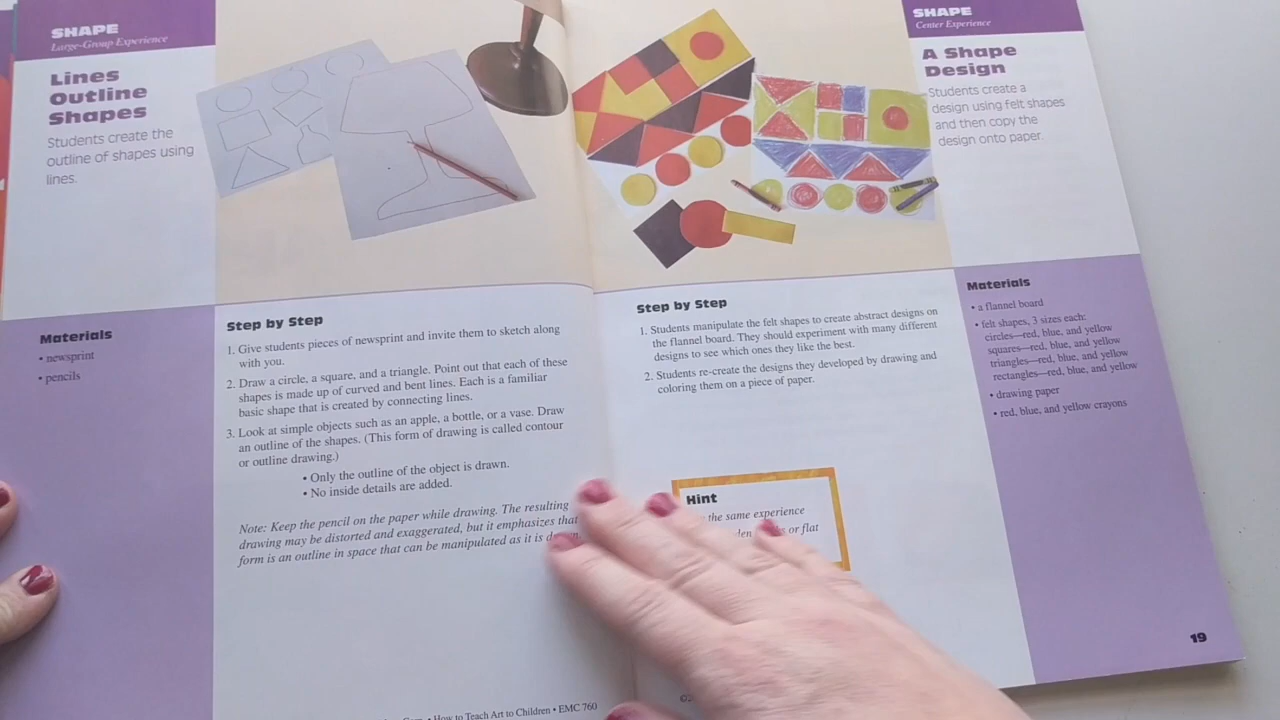 SHAPE
Large-Group Experience
Lines
Outline
Shapes
Students create the
outline of shapes using
lines.
Materials
• newsprint
• pencils
Step by Step
1. Give students pieces of newsprint and invite them to sketch along
with you.
2. Draw a circle, a square, and a triangle. Point out that each of these
shapes is made up of curved and bent lines. Each is a familiar
basic shape that is created by connecting lines.
3. Look at simple objects such as an apple, a bottle, or a vase. Draw
an outline of the shapes. (This form of drawing is called contour
or outline drawing.)
• Only the outline of the object is drawn.
• No inside details are added.
Note: Keep the pencil on the paper while drawing. The resulting
drawing may be distorted and exaggerated, but it emphasizes that
form is an outline in space that can be manipulated as it is
• How to Teach Art to Children • EMC 760
SHAPE
Center Experience
A Shape
Design
Students create a
design using felt shapes
and then copy the
design onto paper.
Step by Step
1. Students manipulate the felt shapes to create abstract designs on
the flannel board. They should experiment with many different
designs to see which ones they like the best.
2. Students re-create the designs they developed by drawing and
coloring them on a piece of paper.
Hint
the same experience
or flat
Materials
• a flannel board
• felt shapes, 3 sizes each:
circles—red, blue, and yellow
squares—red, blue, and yellow
triangles—red, blue, and yellow
rectangles—red, blue, and yellow
• drawing paper
• red, blue, and yellow crayons
19